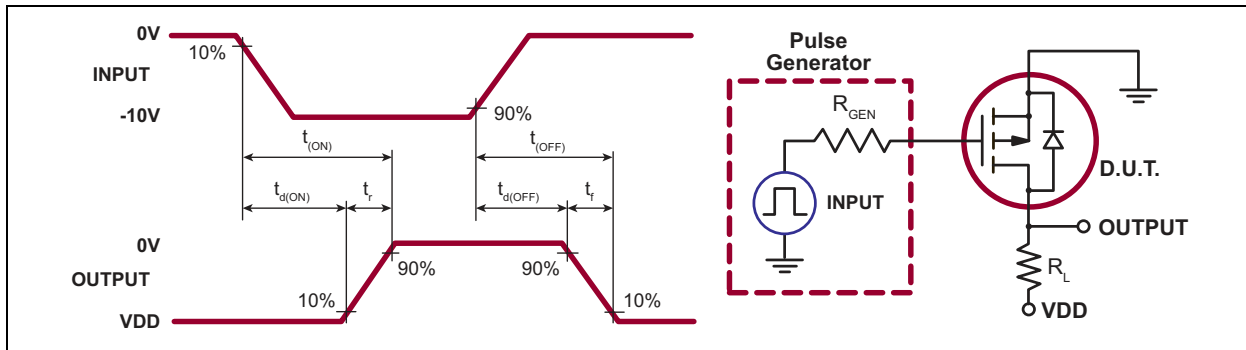 0V
10%
INPUT
-10V
90%
t(ON)
t(OFF)
td(ON)
tr
td(OFF)
tf
0V
OUTPUT
90%
90%
10%
10%
VDD
Pulse
Generator
RGEN
INPUT
D.U.T.
OUTPUT
RL
VDD